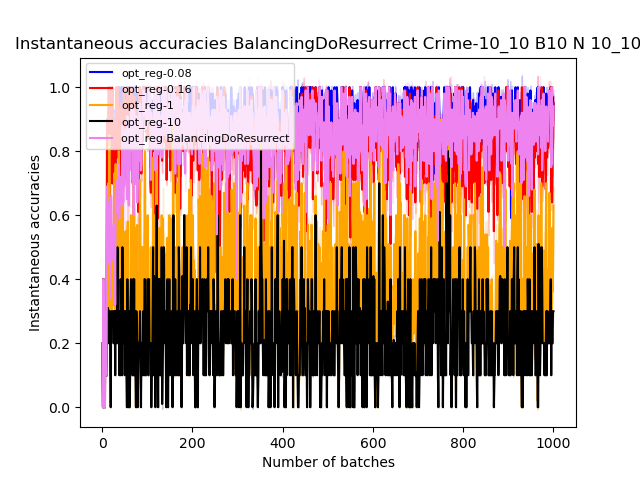 Instantaneous accuracies BalancingDoResurrect Crime-10_10 B10 N 10_10
opt_reg-0.08
opt_reg-0.16
opt_reg-1
opt_reg-10
opt_reg BalancingDoResurrect
Instantaneous accuracies
1.0
0.8
0.6
0.4
0.2
0.0
0
200
400
600
800
1000
Number of batches